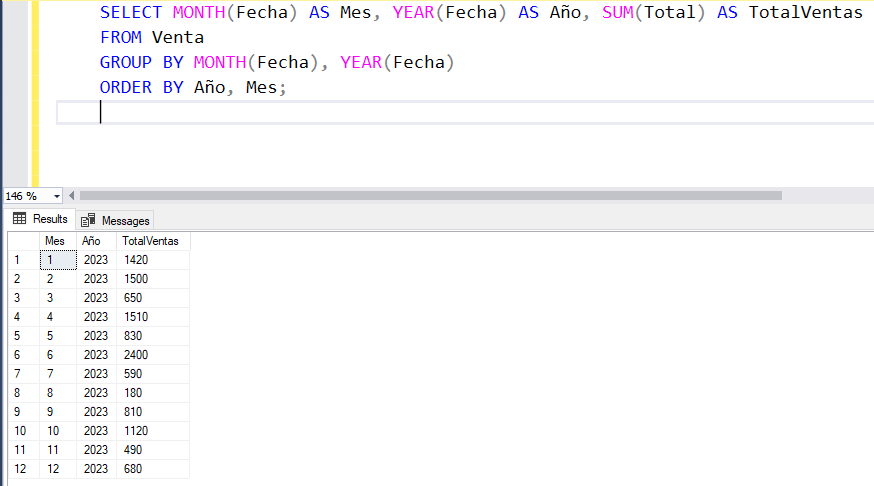 SELECT MONTH(Fecha) AS Mes, YEAR(Fecha) AS Año, SUM(Total) AS TotalVentas
FROM Venta
GROUP BY MONTH(Fecha), YEAR(Fecha)
ORDER BY Año, Mes;
146 %
Results Messages
Mes Año TotalVentas
1 1 2023 1420
2 2 2023 1500
3 3 2023 650
4 4 2023 1510
5 5 2023 830
6 6 2023 2400
7 7 2023 590
8 8 2023 180
9 9 2023 810
10 10 2023 1120
11 11 2023 490
12 12 2023 680